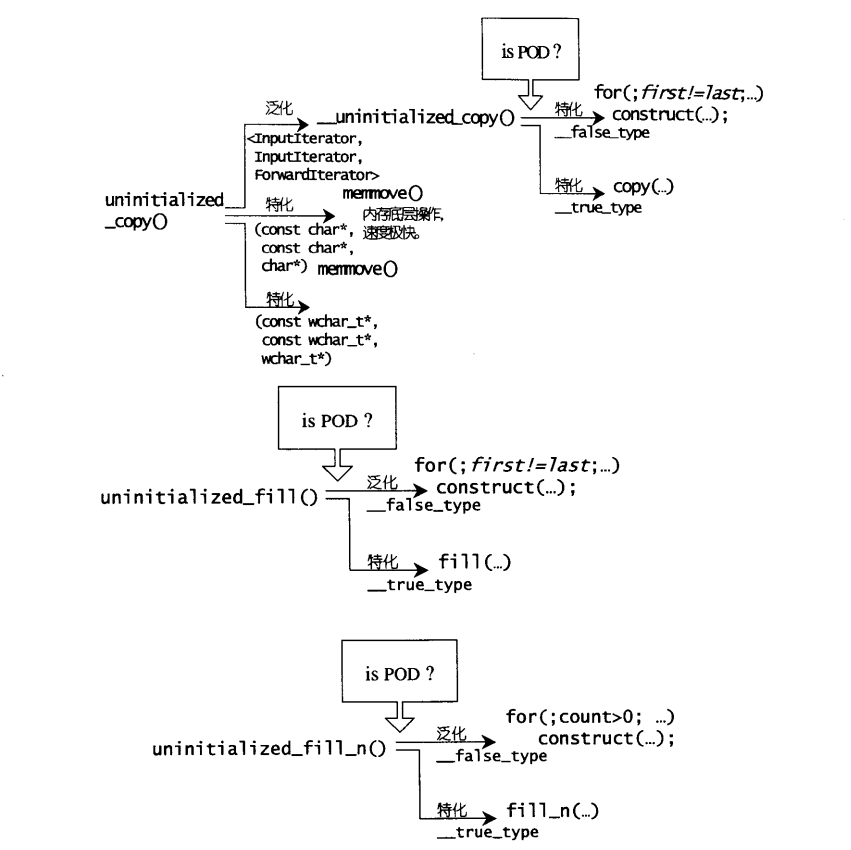 is POD ?
for(;first!=last;…)
泛化
特化
__uninitialized_copy()
construct(…);
__false_type
<InputIterator,
InputIterator,
ForwardIterator>
特化
copy(…)
__true_type
memmove()
uninitialized
_copy()
特化
内存底层操作,
速度极快。
(const char*,
const char*,
char*)
memmove()
特化
(const wchar_t*,
const wchar_t*,
wchar_t*)
is POD ?
for(;first!=last;…)
泛化
construct(…);
uninitialized_fill()
__false_type
特化
fill(…)
__true_type
is POD ?
for(;count>0; …)
泛化
construct(…);
uninitialized_fill_n()
__false_type
特化
fill_n(…)
__true_type